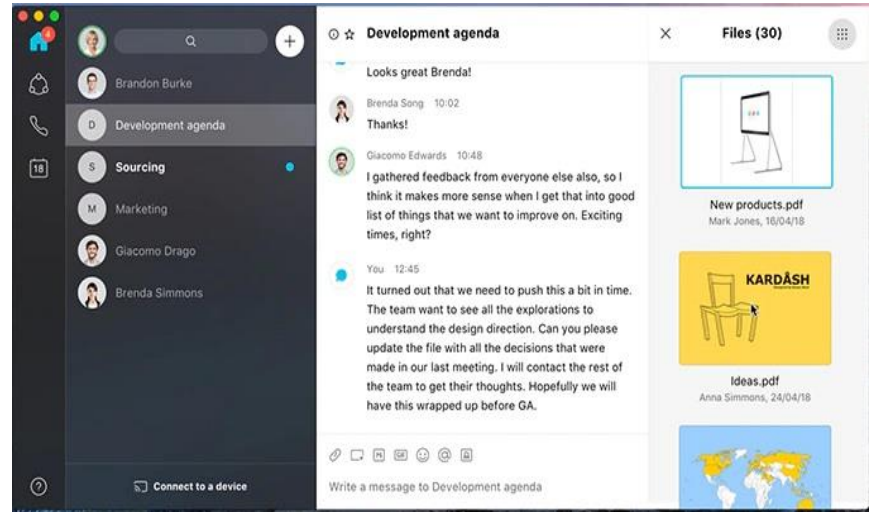 4
18
Brandon Burke
D Development agenda
S Sourcing
M Marketing
Giacomo Drago
Brenda Simmons
Connect to a device
Development agenda
Looks great Brenda!
Brenda Song 10:02
Thanks!
Giacomo Edwards 10:48
I gathered feedback from everyone else also, so I
think it makes more sense when I get that into good
list of things that we want to improve on. Exciting
times, right?
You 12:45
It turned out that we need to push this a bit in time.
The team want to see all the explorations to
understand the design direction. Can you please
update the file with all the decisions that were
made in our last meeting. I will contact the rest of
the team to get their thoughts. Hopefully we will
have this wrapped up before GA.
Write a message to Development agenda
Files (30)
New products.pdf
Mark Jones, 16/04/18
KARDÅSH
Ideas.pdf
Anna Simmons, 24/04/18